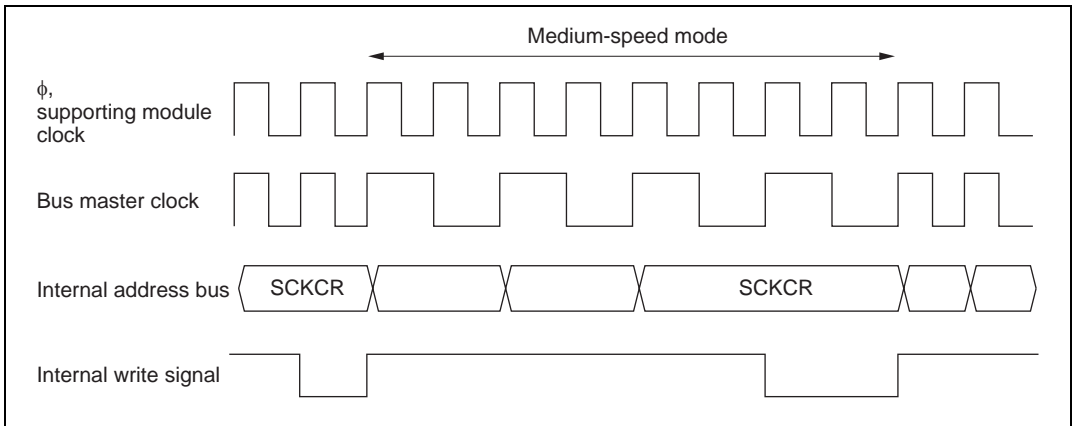 Medium-speed mode
ϕ,
supporting module
clock
Bus master clock
Internal address bus
SCKCR
SCKCR
Internal write signal